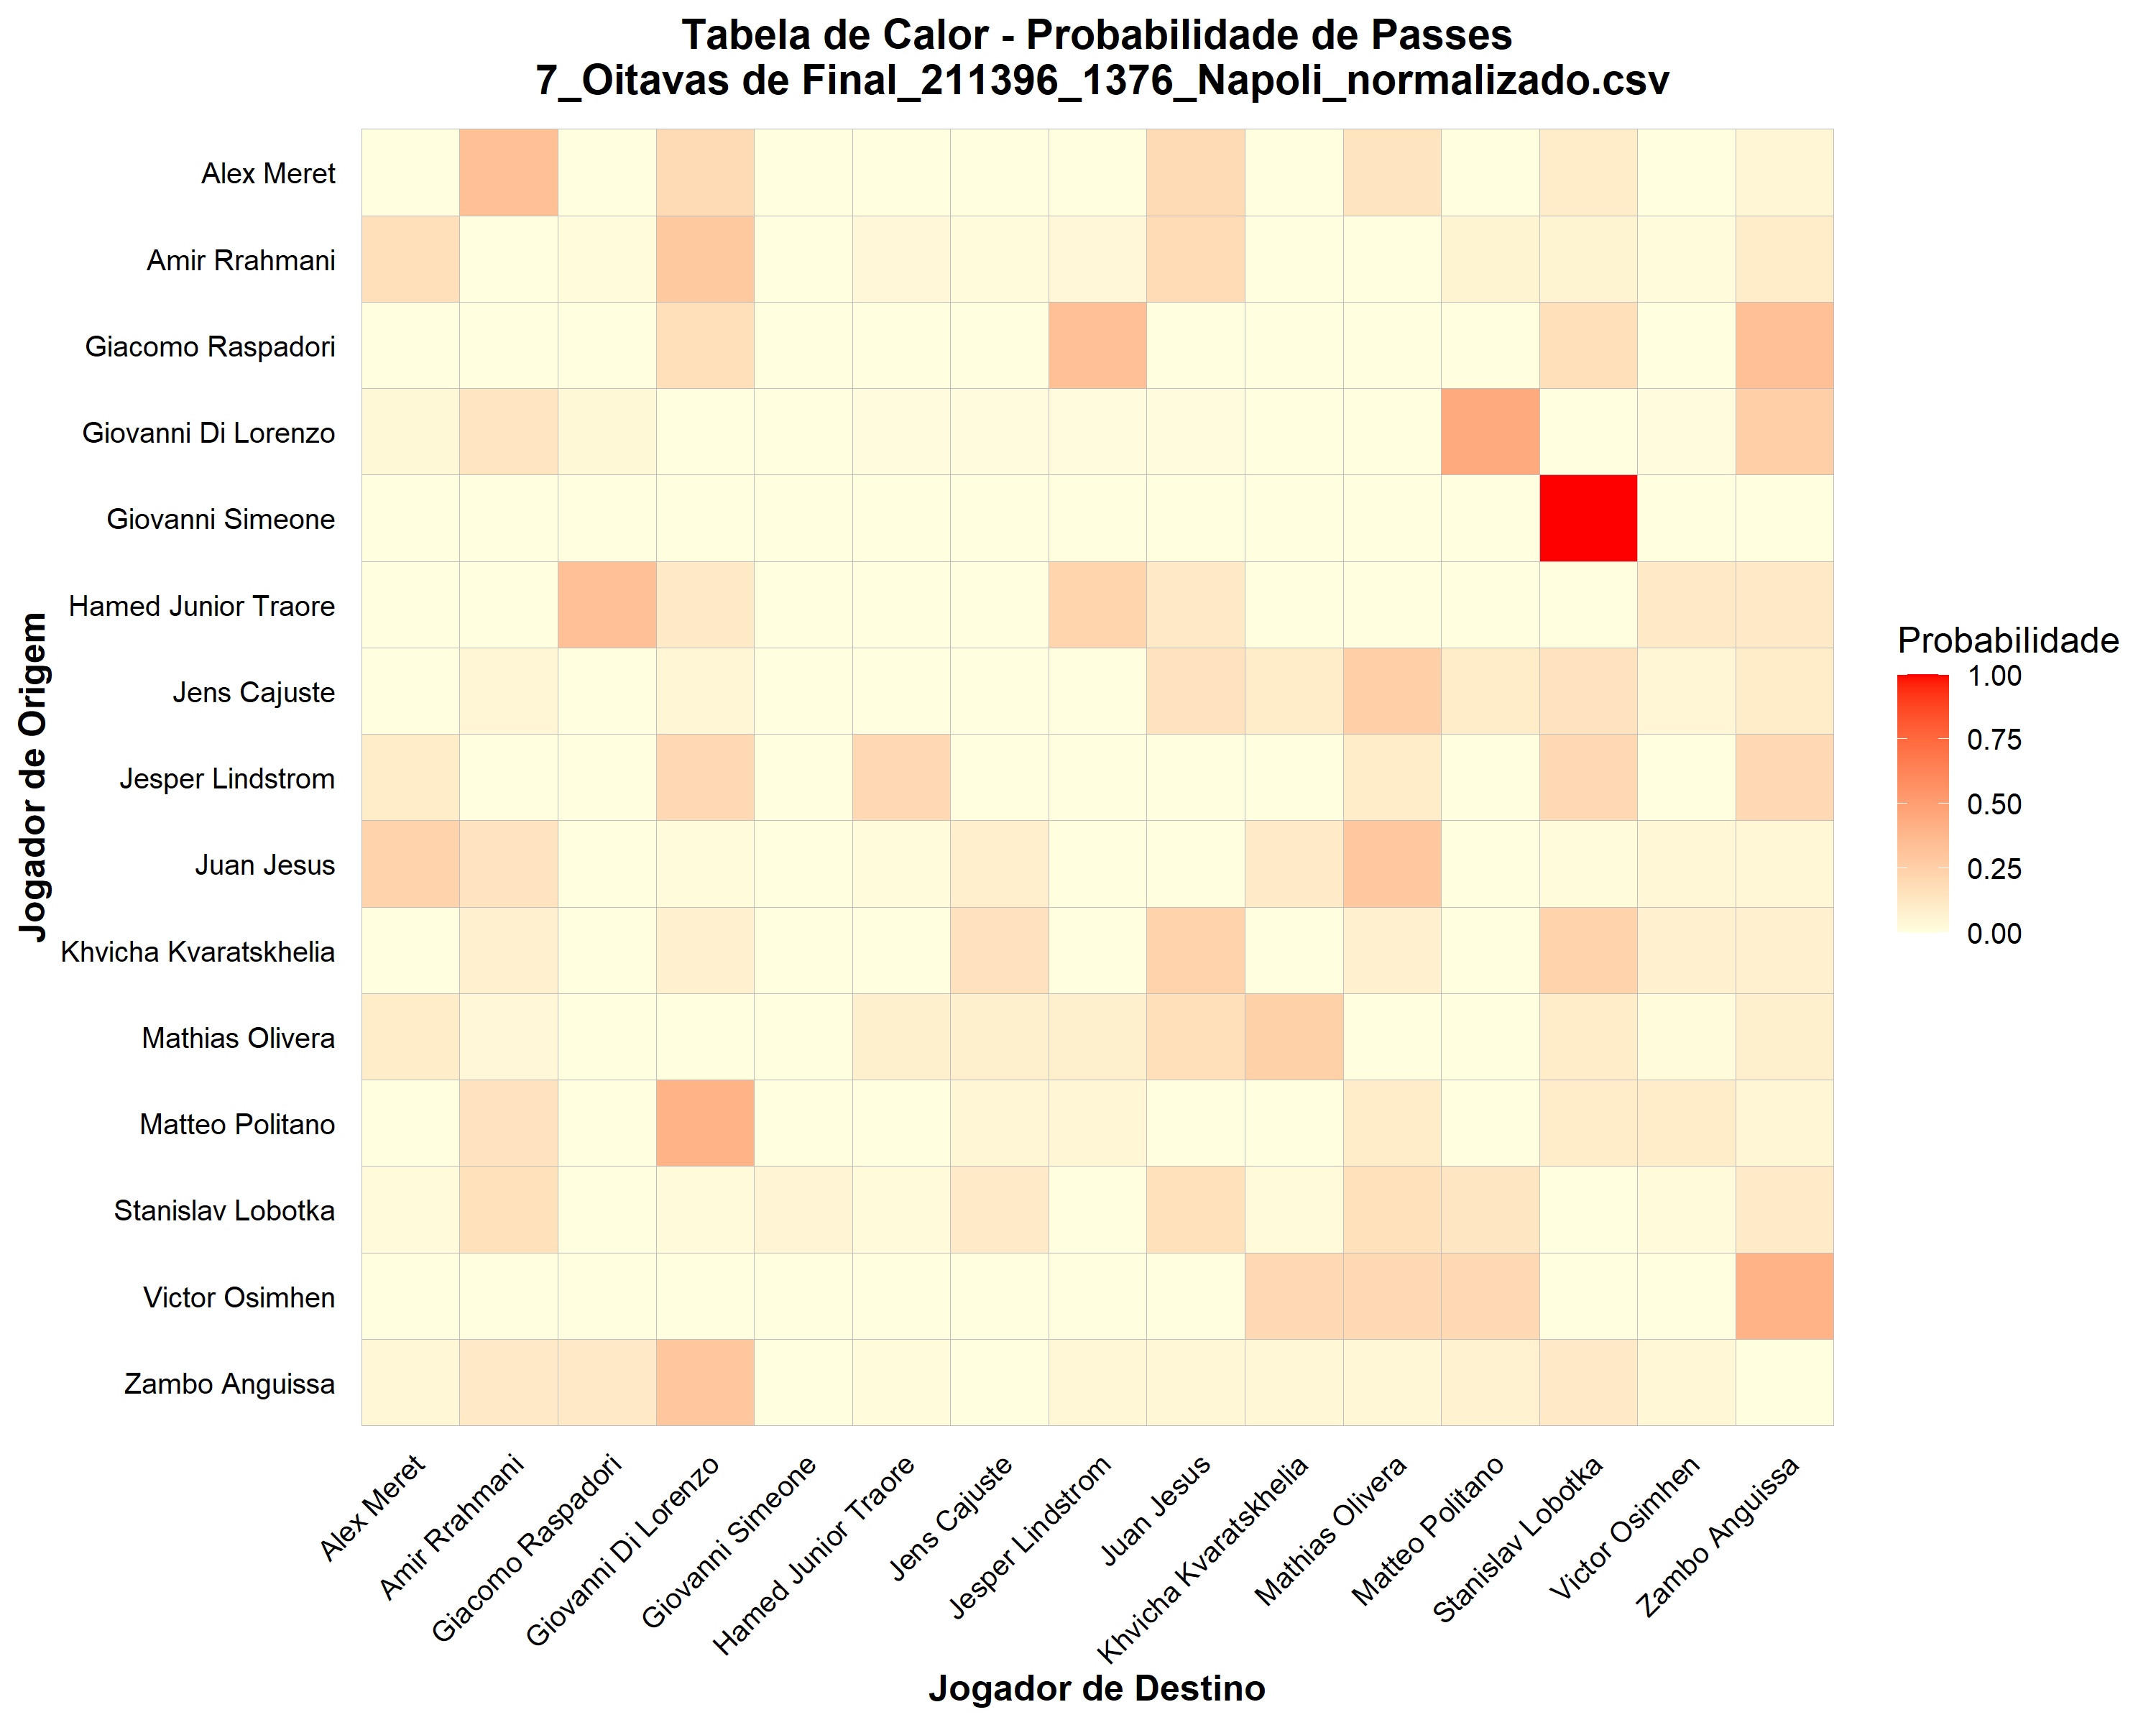 Tabela de Calor - Probabilidade de Passes
7_Oitavas de Final_211396_1376_Napoli_normalizado.csv
Jogador de Origem
Alex Meret
Amir Rrahmani
Giacomo Raspadori
Giovanni Di Lorenzo
Giovanni Simeone
Hamed Junior Traore
Jens Cajuste
Jesper Lindstrom
Juan Jesus
Khvicha Kvaratskhelia
Mathias Olivera
Matteo Politano
Stanislav Lobotka
Victor Osimhen
Zambo Anguissa
Alex Meret
Amir Rrahmani
Giacomo Raspadori
Giovanni Di Lorenzo
Giovanni Simeone
Hamed Junior Traore
Jens Cajuste
Jesper Lindstrom
Juan Jesus
Khvicha Kvaratskhelia
Mathias Olivera
Matteo Politano
Stanislav Lobotka
Victor Osimhen
Zambo Anguissa
Jogador de Destino
Probabilidade
1.00
0.75
0.50
0.25
0.00